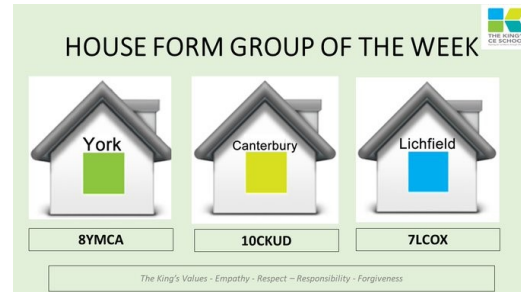 THE KING'S
CE SCHOOL
HOUSE FORM GROUP OF THE WEEK
York
Canterbury
Lichfield
8YMCA
10CKUD
7LCOX
The King's Values - Empathy - Respect – Responsibility - Forgiveness